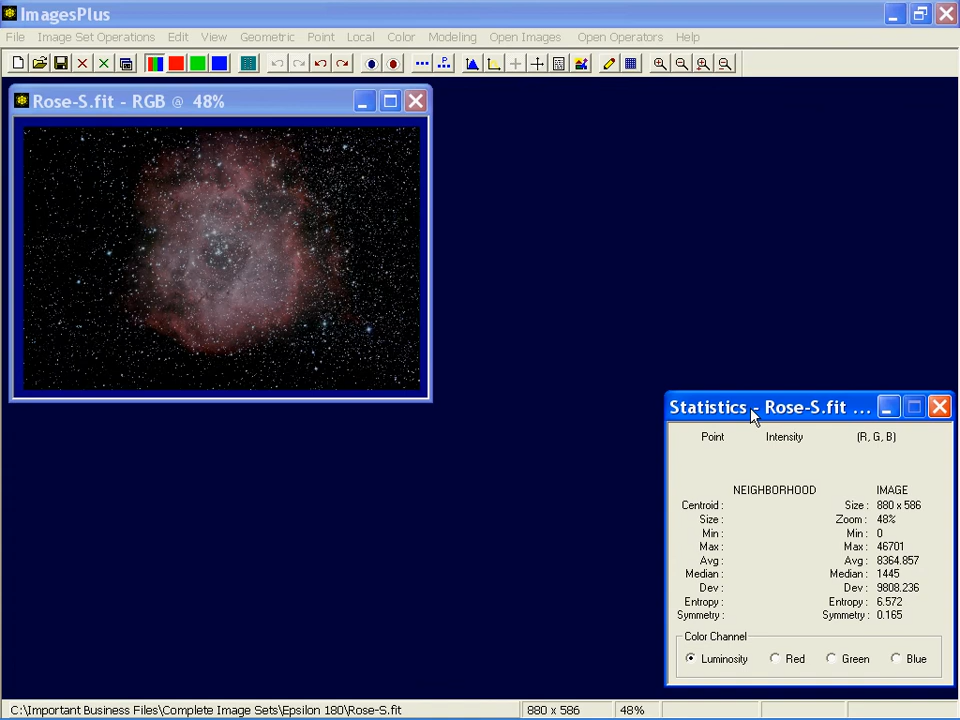 ImagesPlus
File Image Set Operations Edit View Geometric Point Local Color Modeling Open Images Open Operators Help
Rose-S.fit - RGB @ 48%
Statistics - Rose-S.fit ...
Point Intensity (R, G, B)
NEIGHBORHOOD IMAGE
Centroid : Size : 880 x 586
Size : Zoom : 48%
Min : Min : 0
Max : Max : 46701
Avg : Avg : 8364.857
Median : Median : 1445
Dev : Dev : 9808.236
Entropy : Entropy : 6.572
Symmetry : Symmetry : 0.165
Color Channel
Luminosity Red Green Blue
C:\Important Business Files\Complete Image Sets\Epsilon 180\Rose-S.fit 880 x 586 48%